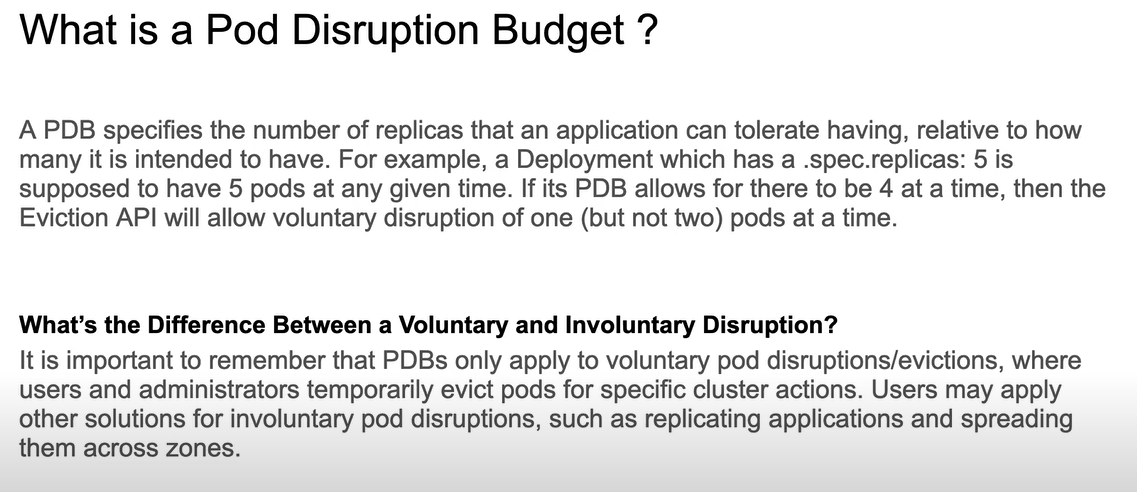 What is a Pod Disruption Budget ?
A PDB specifies the number of replicas that an application can tolerate having, relative to how
many it is intended to have. For example, a Deployment which has a .spec.replicas: 5 is
supposed to have 5 pods at any given time. If its PDB allows for there to be 4 at a time, then the
Eviction API will allow voluntary disruption of one (but not two) pods at a time.
What's the Difference Between a Voluntary and Involuntary Disruption?
It is important to remember that PDBs only apply to voluntary pod disruptions/evictions, where
users and administrators temporarily evict pods for specific cluster actions. Users may apply
other solutions for involuntary pod disruptions, such as replicating applications and spreading
them across zones.